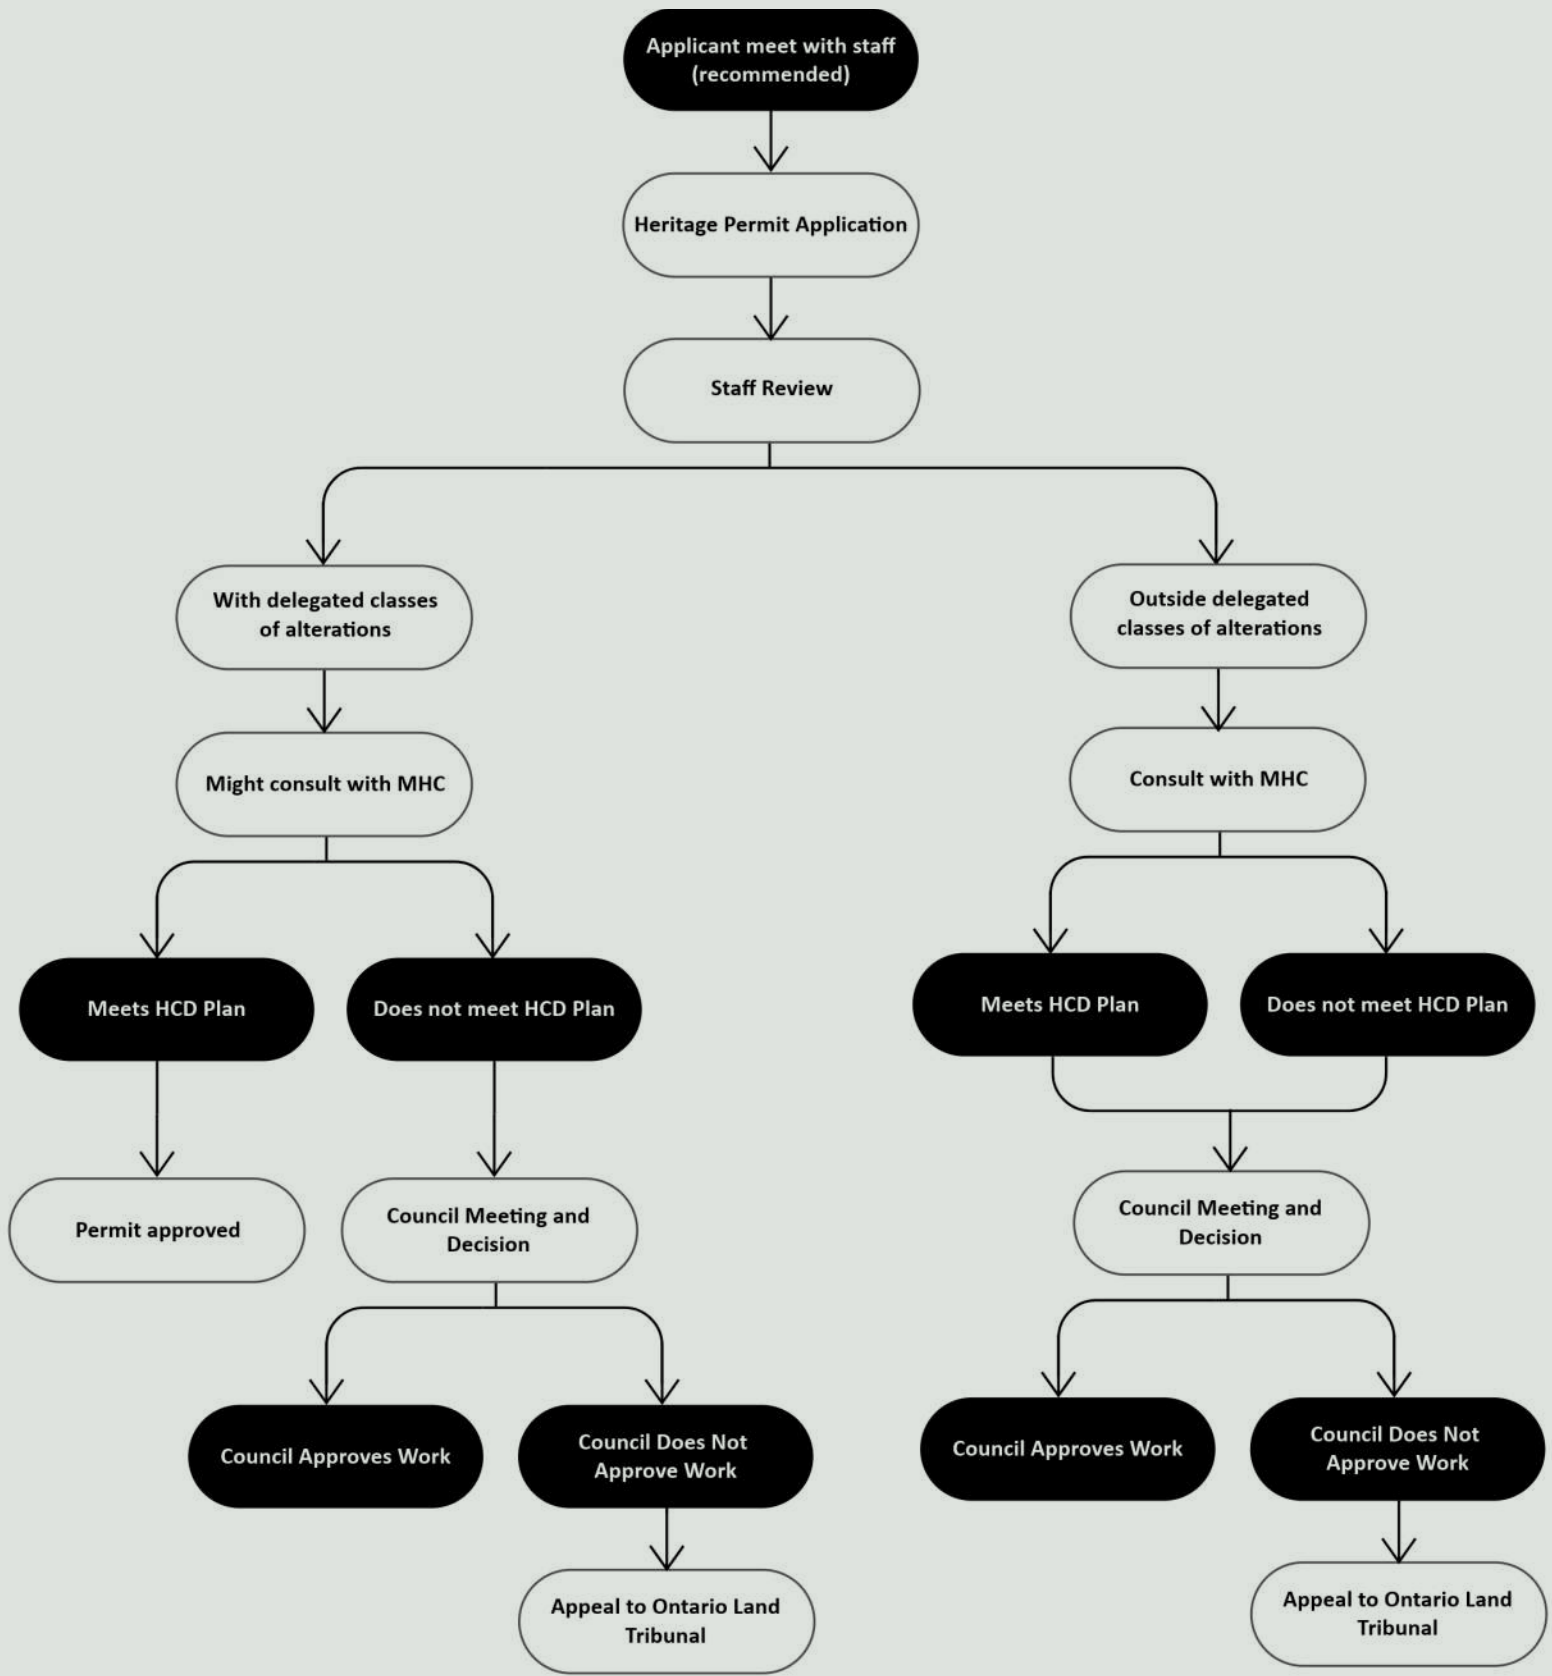 Applicant meet with staff
(recommended)
Heritage Permit Application
Staff Review
With delegated classes
of alterations
Outside delegated
classes of alterations
Might consult with MHC
Consult with MHC
Meets HCD Plan
Does not meet HCD Plan
Meets HCD Plan
Does not meet HCD Plan
Permit approved
Council Meeting and
Decision
Council Meeting and
Decision
Council Approves Work
Council Does Not
Approve Work
Council Approves Work
Council Does Not
Approve Work
Appeal to Ontario Land
Tribunal
Appeal to Ontario Land
Tribunal